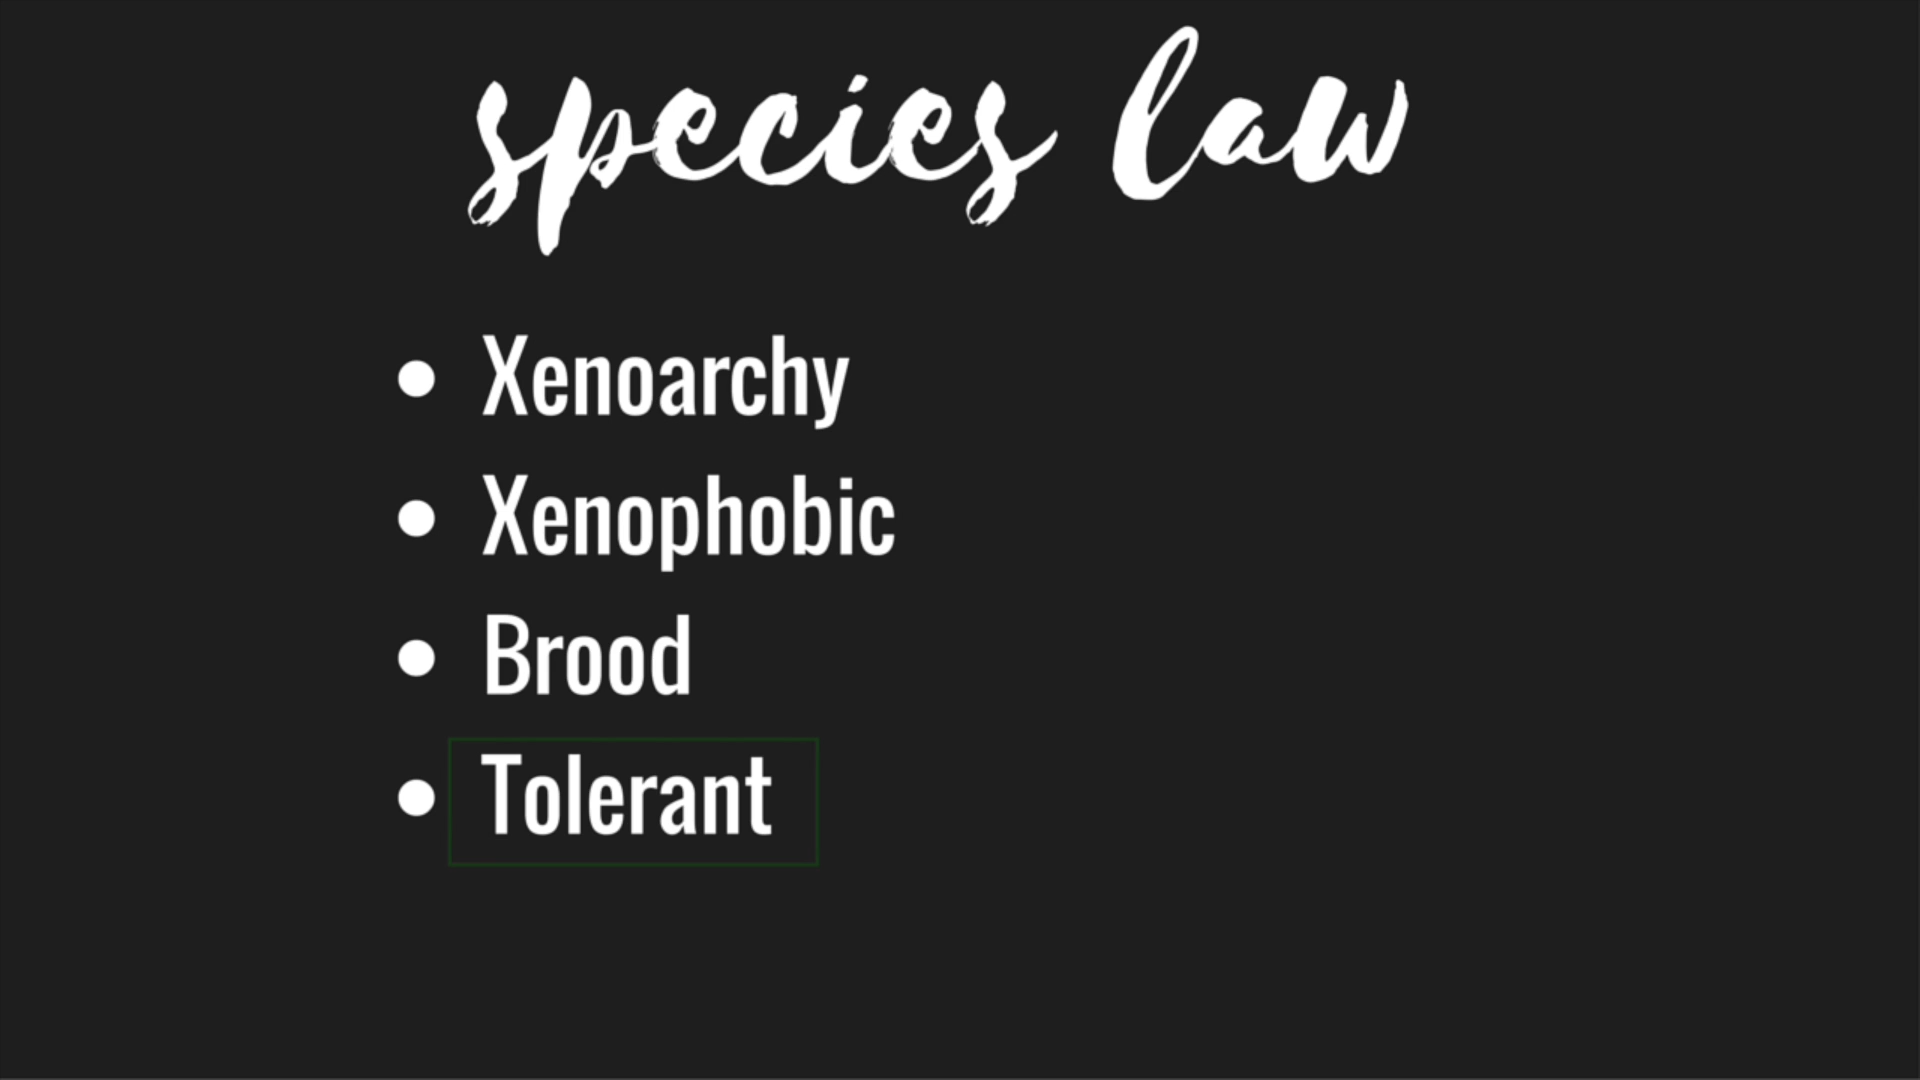 species law
• Xenoarchy
• Xenophobic
• Brood
• Tolerant